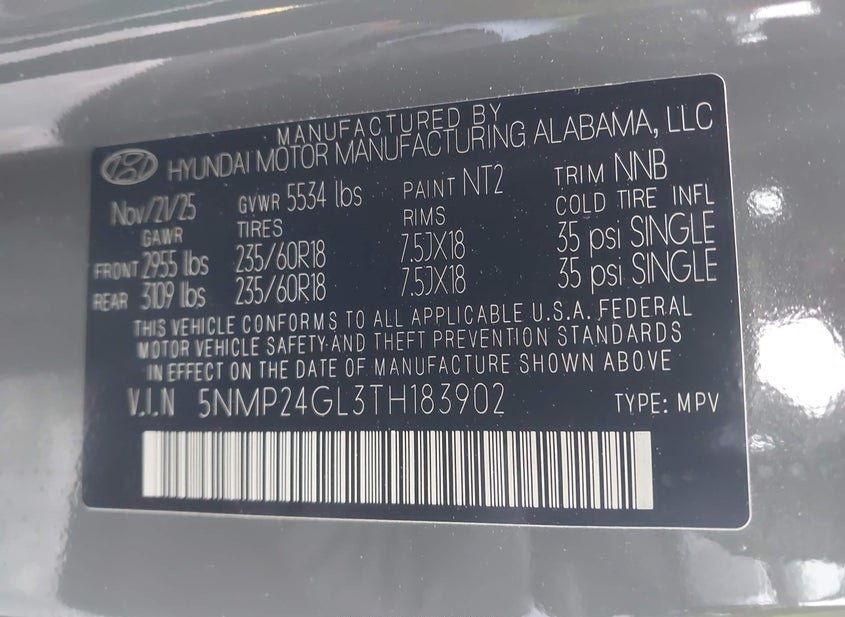 MANUFACTURED BY
HYUNDAI MOTOR MANUFACTURING ALABAMA, LLC
Nov/21/25 GVWR 5534 lbs PAINT NT2 TRIM NNB
GAWR TIRES RIMS COLD TIRE INFL
FRONT 2955 lbs 235/60R18 7.5JX18 35 psi SINGLE
REAR 3109 lbs 235/60R18 7.5JX18 35 psi SINGLE
THIS VEHICLE CONFORMS TO ALL APPLICABLE U.S.A. FEDERAL
MOTOR VEHICLE SAFETY AND THEFT PREVENTION STANDARDS
IN EFFECT ON THE DATE OF MANUFACTURE SHOWN ABOVE
V.I.N 5NMP24GL3TH183902 TYPE: MPV